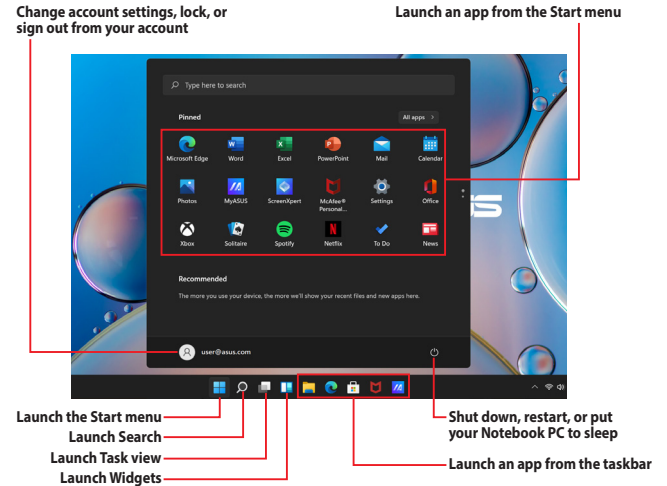 Change account settings, lock, or
sign out from your account
Launch an app from the Start menu
Type here to search
Pinned
All apps >
Microsoft Edge
Word
Excel
PowerPoint
Mail
Calendar
Photos
MyASUS
ScreenXpert
McAfee®
Personal...
Settings
Office
Xbox
Solitaire
Spotify
Netflix
To Do
News
Recommended
The more you use your device, the more we'll show your recent files and new apps here.
user@asus.com
Launch the Start menu
Launch Search
Launch Task view
Launch Widgets
Shut down, restart, or put
your Notebook PC to sleep
Launch an app from the taskbar